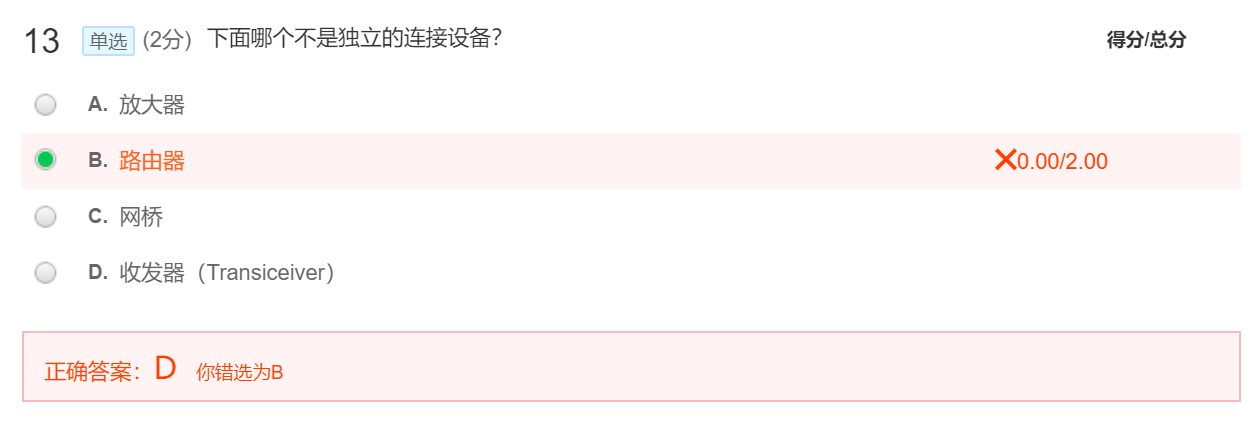 13 单选 (2分) 下面哪个不是独立的连接设备? 得分/总分
A. 放大器
B. 路由器 ✕0.00/2.00
C. 网桥
D. 收发器（Transiceiver）
正确答案：D 你错选为B